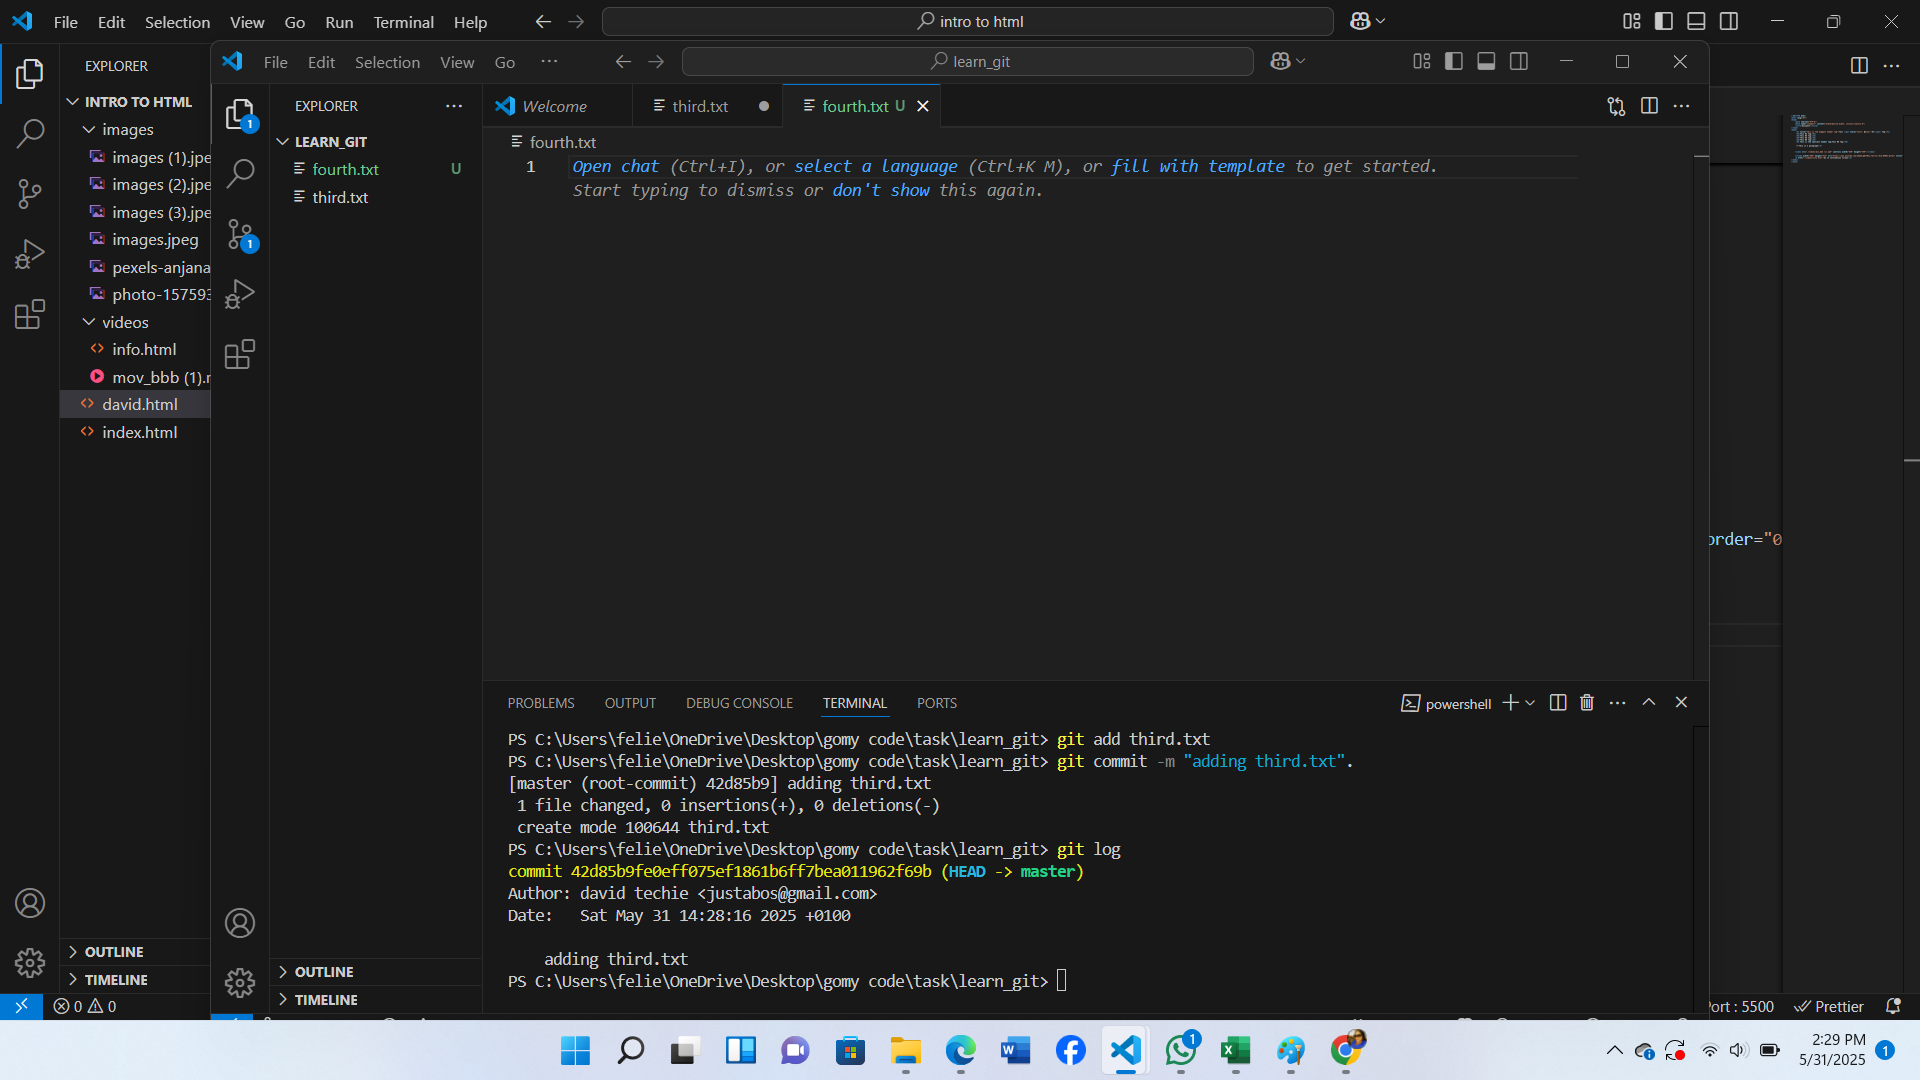 File Edit Selection View Go Run Terminal Help intro to html
EXPLORER
INTRO TO HTML
images
images (1).jpe
images (2).jpe
images (3).jpe
images.jpeg
pexels-anjana
photo-157593
videos
info.html
mov_bbb (1).r
david.html
index.html
OUTLINE
TIMELINE
0 0
File Edit Selection View Go ··· learn_git
EXPLORER ···
LEARN_GIT
fourth.txt U
third.txt
OUTLINE
TIMELINE
1
1
Welcome third.txt fourth.txt U
fourth.txt
1 Open chat (Ctrl+I), or select a language (Ctrl+K M), or fill with template to get started.
Start typing to dismiss or don't show this again.
order="0
PROBLEMS OUTPUT DEBUG CONSOLE TERMINAL PORTS powershell
PS C:\Users\felie\OneDrive\Desktop\gomy code\task\learn_git> git add third.txt
PS C:\Users\felie\OneDrive\Desktop\gomy code\task\learn_git> git commit -m "adding third.txt".
[master (root-commit) 42d85b9] adding third.txt
1 file changed, 0 insertions(+), 0 deletions(-)
create mode 100644 third.txt
PS C:\Users\felie\OneDrive\Desktop\gomy code\task\learn_git> git log
commit 42d85b9fe0eff075ef1861b6ff7bea011962f69b (HEAD -> master)
Author: david techie <justabos@gmail.com>
Date: Sat May 31 14:28:16 2025 +0100
adding third.txt
PS C:\Users\felie\OneDrive\Desktop\gomy code\task\learn_git>
ort : 5500 Prettier
1
2:29 PM
5/31/2025
1